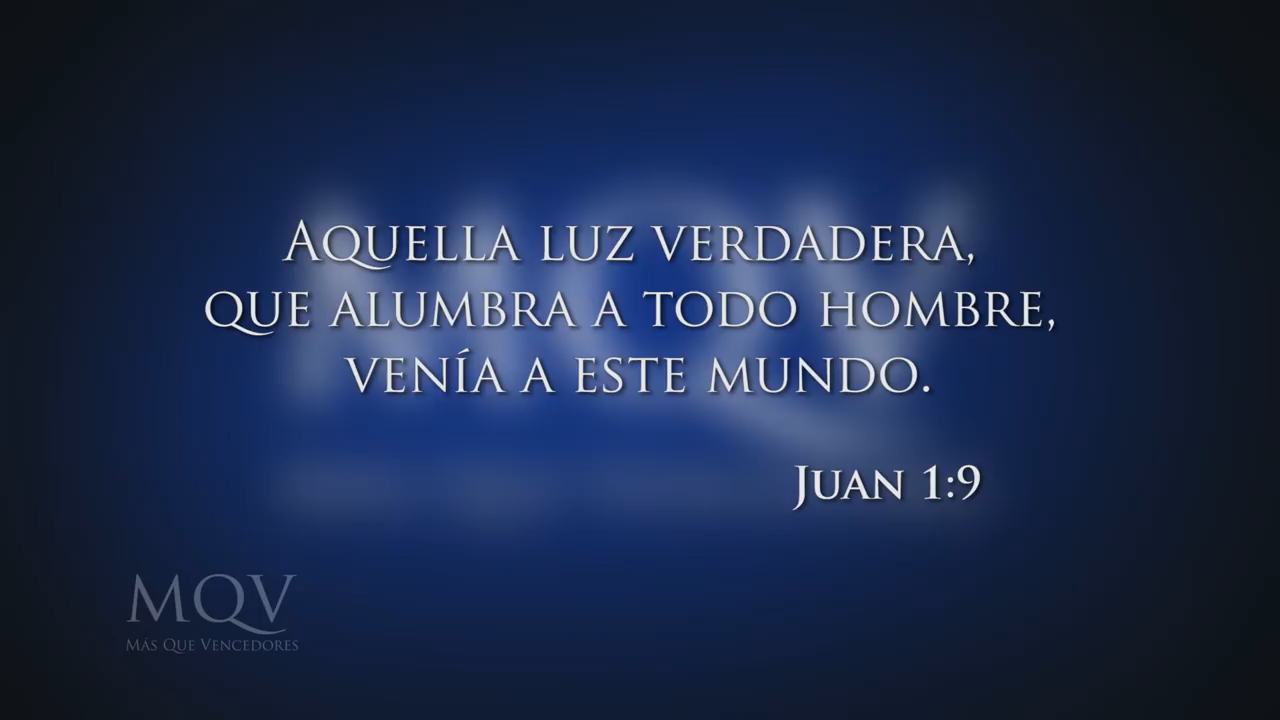 Aquella luz verdadera,
que alumbra a todo hombre,
venía a este mundo.
Juan 1:9
MQV
Más Que Vencedores